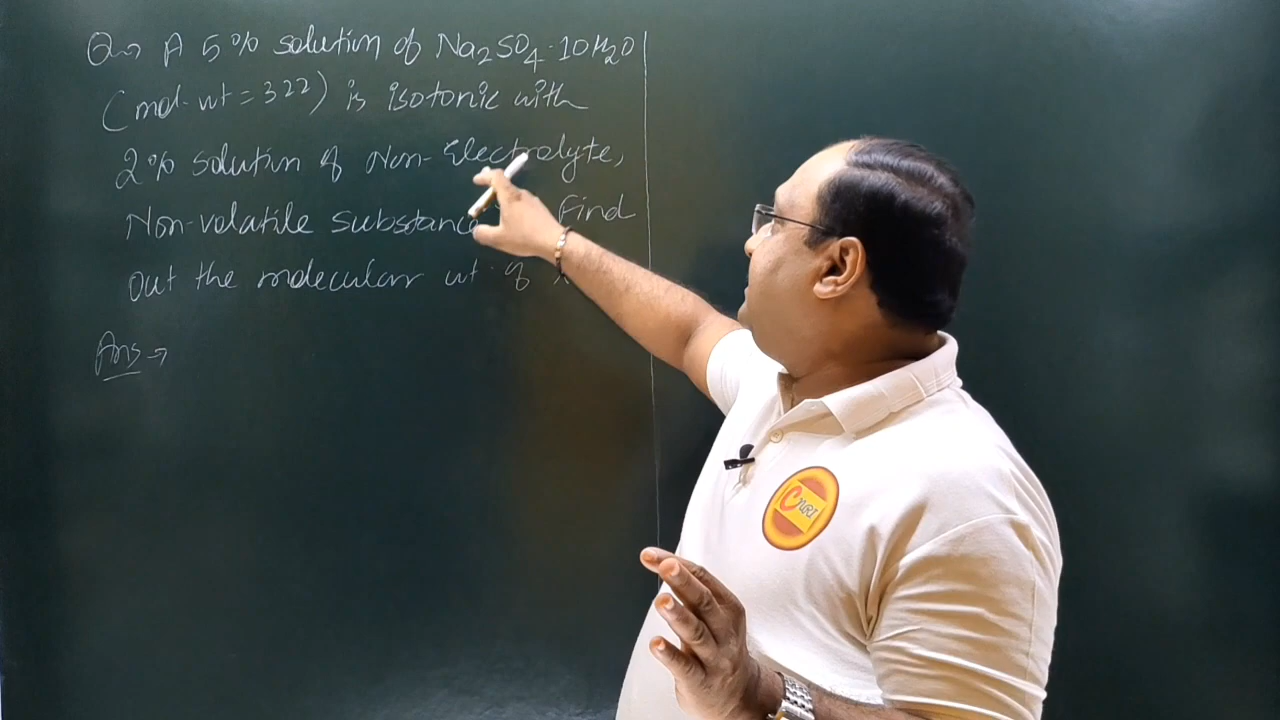 Q→ A 5% solution of Na₂SO₄·10H₂O
(mol. wt = 322) is isotonic with
2% solution of Non-Electrolyte,
Non-volatile substance Find
out the molecular wt. of
Ans →
CNRI